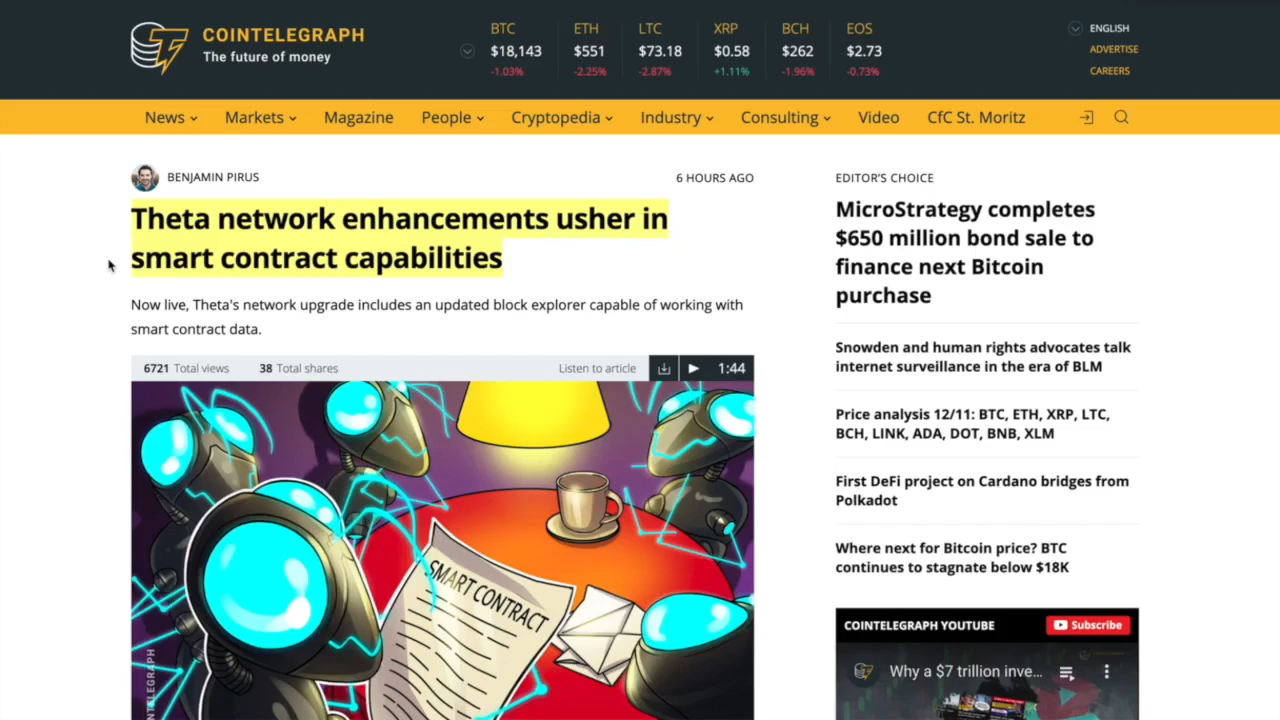 COINTELEGRAPH
The future of money
BTC
$18,143
-1.03%
ETH
$551
-2.25%
LTC
$73.18
-2.87%
XRP
$0.58
+1.11%
BCH
$262
-1.96%
EOS
$2.73
-0.73%
ENGLISH
ADVERTISE
CAREERS
News Markets Magazine People Cryptopedia Industry Consulting Video CfC St. Moritz
BENJAMIN PIRUS
6 HOURS AGO
Theta network enhancements usher in
smart contract capabilities
Now live, Theta's network upgrade includes an updated block explorer capable of working with
smart contract data.
6721 Total views 38 Total shares Listen to article 1:44
SMART CONTRACT
EDITOR'S CHOICE
MicroStrategy completes
$650 million bond sale to
finance next Bitcoin
purchase
Snowden and human rights advocates talk
internet surveillance in the era of BLM
Price analysis 12/11: BTC, ETH, XRP, LTC,
BCH, LINK, ADA, DOT, BNB, XLM
First DeFi project on Cardano bridges from
Polkadot
Where next for Bitcoin price? BTC
continues to stagnate below $18K
COINTELEGRAPH YOUTUBE
Subscribe
Why a $7 trillion inve...